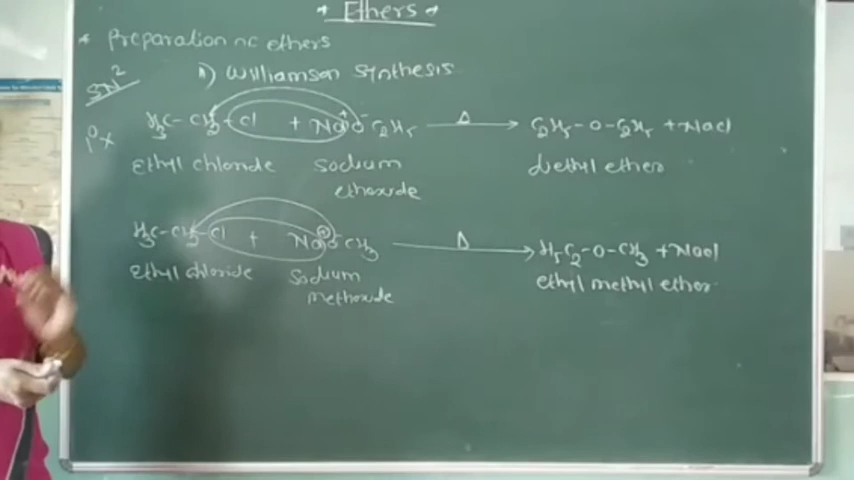 * Ethers *
* Preparation of ethers
SN²
1) Williamson synthesis
1°X
H₃C-CH₂-Cl + Na⁺O⁻C₂H₅ —Δ→ C₂H₅-O-C₂H₅ + NaCl
ethyl chloride sodium ethoxide diethyl ether
H₃C-CH₂-Cl + Na⊕O⁻CH₃ —Δ→ H₅C₂-O-CH₃ + NaCl
ethyl chloride sodium methoxide ethyl methyl ether